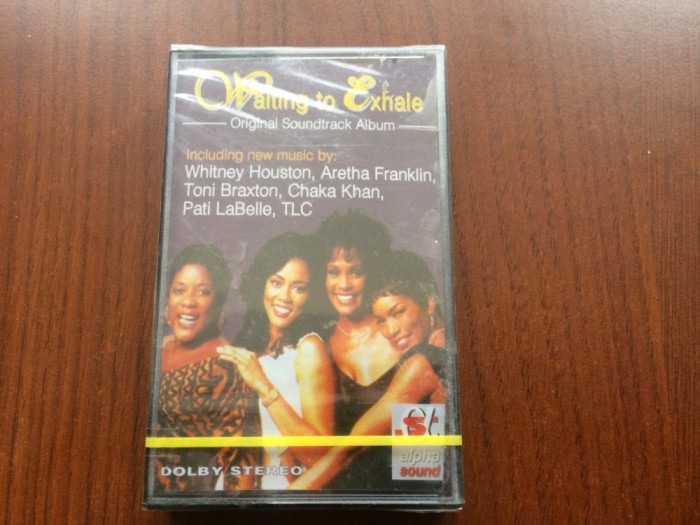 Waiting to Exhale
Original Soundtrack Album
Including new music by:
Whitney Houston, Aretha Franklin,
Toni Braxton, Chaka Khan,
Pati LaBelle, TLC
DOLBY STEREO
alpha
sound